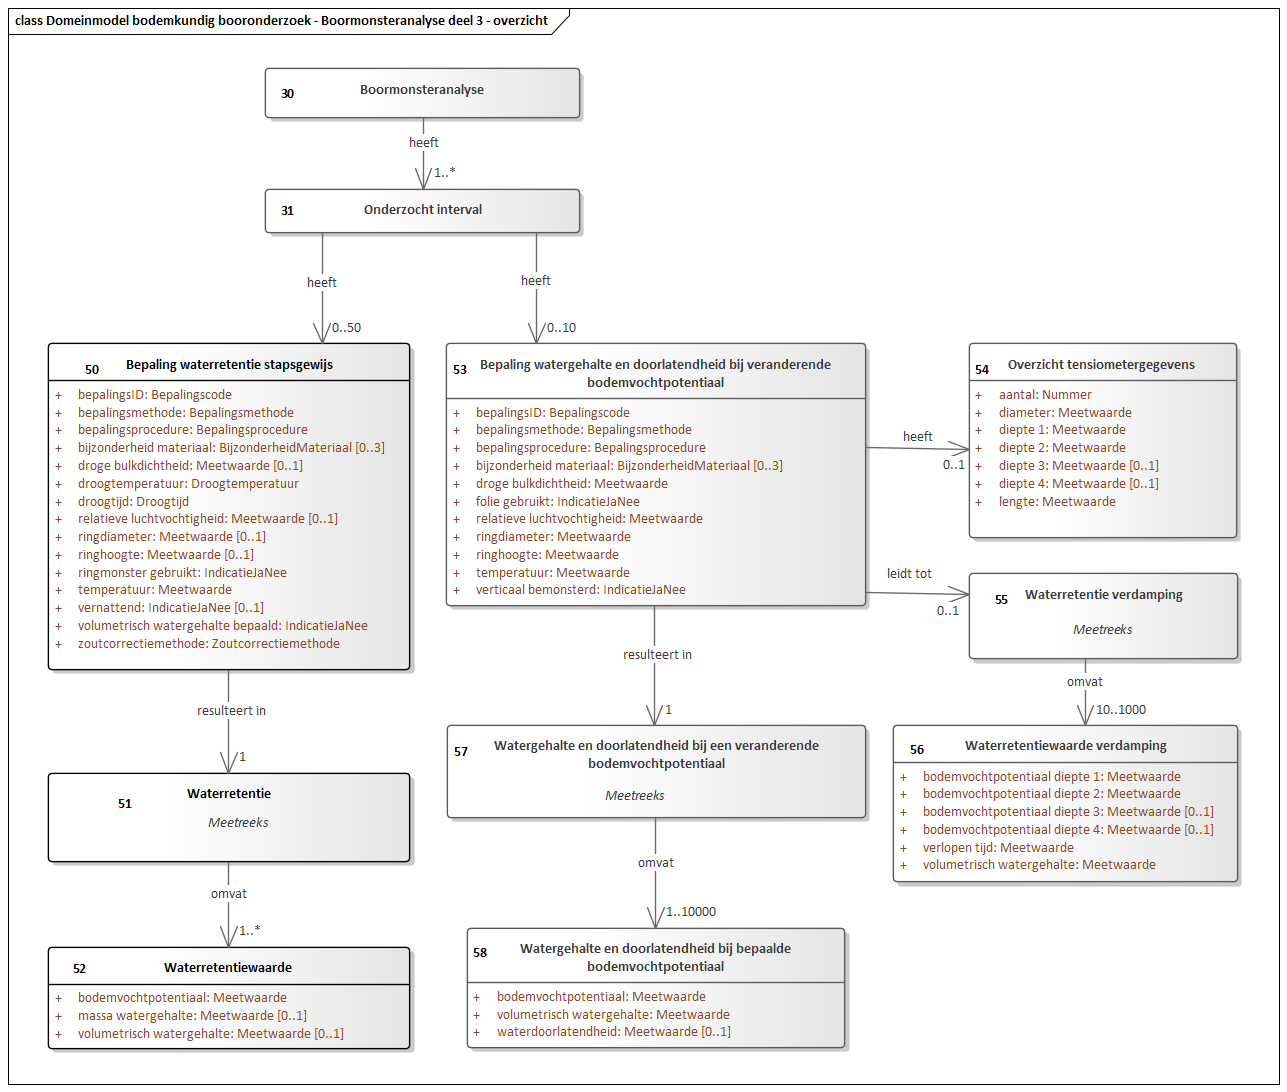 class Domeinmodel bodemkundig booronderzoek - Boormonsteranalyse deel 3 - overzicht
30 Boormonsteranalyse
heeft
1..*
31 Onderzocht interval
heeft
0..50
heeft
0..10
50 Bepaling waterretentie stapsgewijs
+ bepalingsID: Bepalingscode
+ bepalingsmethode: Bepalingsmethode
+ bepalingsprocedure: Bepalingsprocedure
+ bijzonderheid materiaal: BijzonderheidMateriaal [0..3]
+ droge bulkdichtheid: Meetwaarde [0..1]
+ droogtemperatuur: Droogtemperatuur
+ droogtijd: Droogtijd
+ relatieve luchtvochtigheid: Meetwaarde [0..1]
+ ringdiameter: Meetwaarde [0..1]
+ ringhoogte: Meetwaarde [0..1]
+ ringmonster gebruikt: IndicatieJaNee
+ temperatuur: Meetwaarde
+ vernattend: IndicatieJaNee [0..1]
+ volumetrisch watergehalte bepaald: IndicatieJaNee
+ zoutcorrectiemethode: Zoutcorrectiemethode
resulteert in
1
51 Waterretentie
Meetreeks
omvat
1..*
52 Waterretentiewaarde
+ bodemvochtpotentiaal: Meetwaarde
+ massa watergehalte: Meetwaarde [0..1]
+ volumetrisch watergehalte: Meetwaarde [0..1]
53 Bepaling watergehalte en doorlatendheid bij veranderende
bodemvochtpotentiaal
+ bepalingsID: Bepalingscode
+ bepalingsmethode: Bepalingsmethode
+ bepalingsprocedure: Bepalingsprocedure
+ bijzonderheid materiaal: BijzonderheidMateriaal [0..3]
+ droge bulkdichtheid: Meetwaarde
+ folie gebruikt: IndicatieJaNee
+ relatieve luchtvochtigheid: Meetwaarde
+ ringdiameter: Meetwaarde
+ ringhoogte: Meetwaarde
+ temperatuur: Meetwaarde
+ verticaal bemonsterd: IndicatieJaNee
heeft
0..1
leidt tot
0..1
resulteert in
1
57 Watergehalte en doorlatendheid bij een veranderende
bodemvochtpotentiaal
Meetreeks
omvat
1..10000
58 Watergehalte en doorlatendheid bij bepaalde
bodemvochtpotentiaal
+ bodemvochtpotentiaal: Meetwaarde
+ volumetrisch watergehalte: Meetwaarde
+ waterdoorlatendheid: Meetwaarde [0..1]
54 Overzicht tensiometergegevens
+ aantal: Nummer
+ diameter: Meetwaarde
+ diepte 1: Meetwaarde
+ diepte 2: Meetwaarde
+ diepte 3: Meetwaarde [0..1]
+ diepte 4: Meetwaarde [0..1]
+ lengte: Meetwaarde
55 Waterretentie verdamping
Meetreeks
omvat
10..1000
56 Waterretentiewaarde verdamping
+ bodemvochtpotentiaal diepte 1: Meetwaarde
+ bodemvochtpotentiaal diepte 2: Meetwaarde
+ bodemvochtpotentiaal diepte 3: Meetwaarde [0..1]
+ bodemvochtpotentiaal diepte 4: Meetwaarde [0..1]
+ verlopen tijd: Meetwaarde
+ volumetrisch watergehalte: Meetwaarde